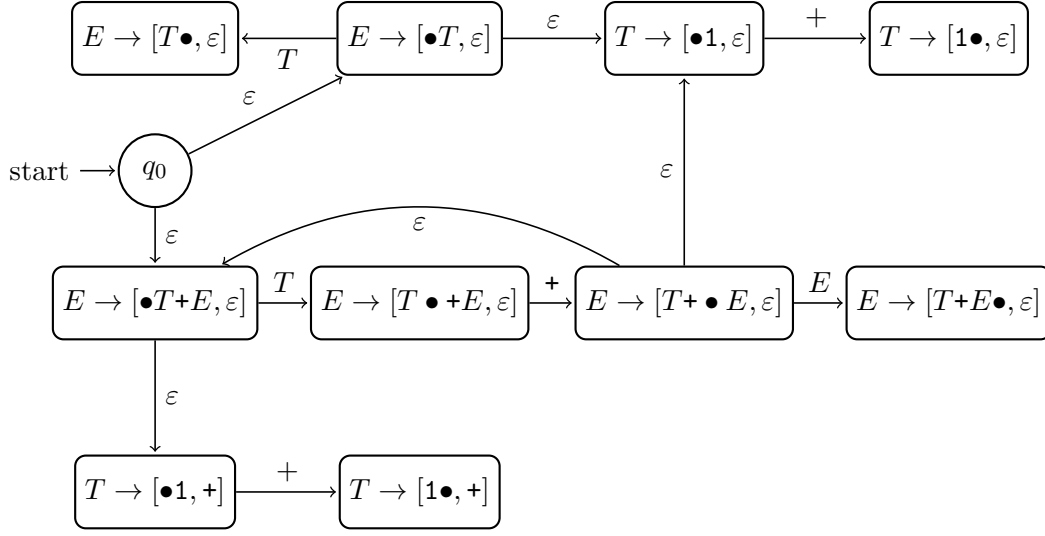 E → [T●, ε]
T
E → [●T, ε]
ε
T → [●1, ε]
+
T → [1●, ε]
ε
start
q₀
ε
ε
ε
E → [●T+E, ε]
T
E → [T ● +E, ε]
+
E → [T+ ● E, ε]
E
E → [T+E●, ε]
ε
T → [●1, +]
+
T → [1●, +]